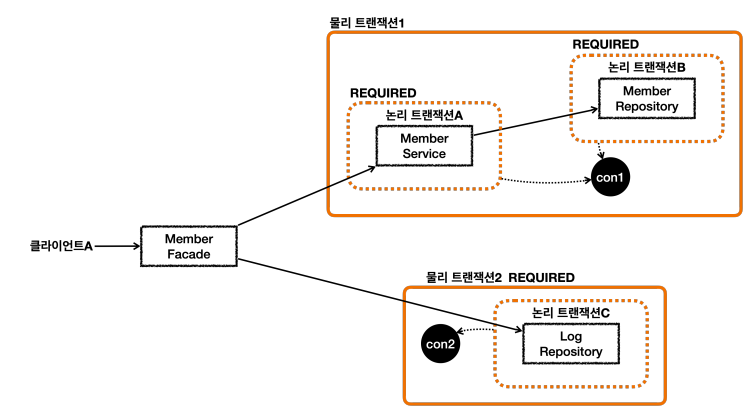 물리 트랜잭션1
REQUIRED
논리 트랜잭션B
Member
Repository
REQUIRED
논리 트랜잭션A
Member
Service
con1
클라이언트A
Member
Facade
물리 트랜잭션2 REQUIRED
논리 트랜잭션C
con2
Log
Repository